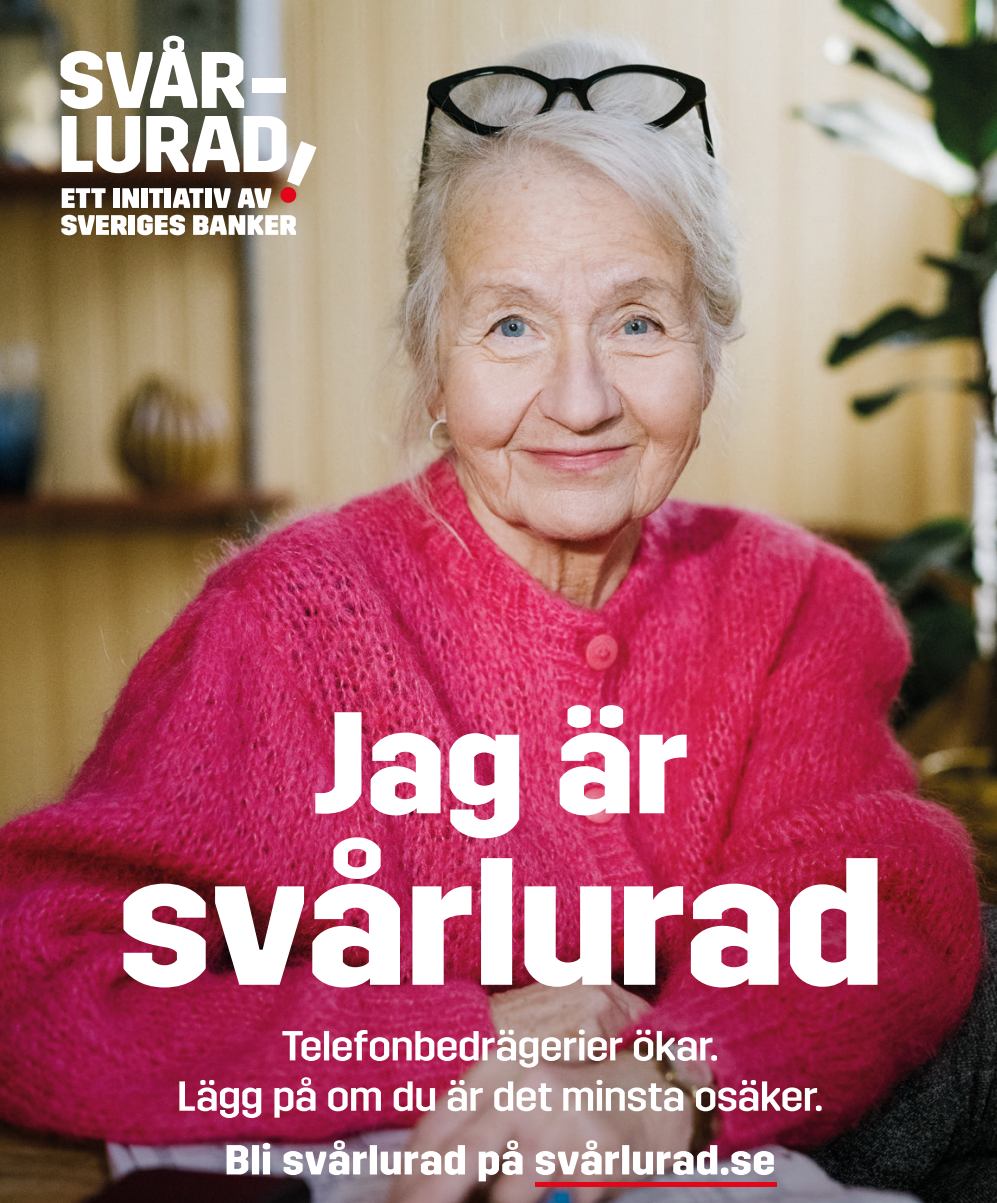 SVÅR-
LURAD!
ETT INITIATIV AV
SVERIGES BANKER
Jag är
svårlurad
Telefonbedrägerier ökar.
Lägg på om du är det minsta osäker.
Bli svårlurad på svårlurad.se